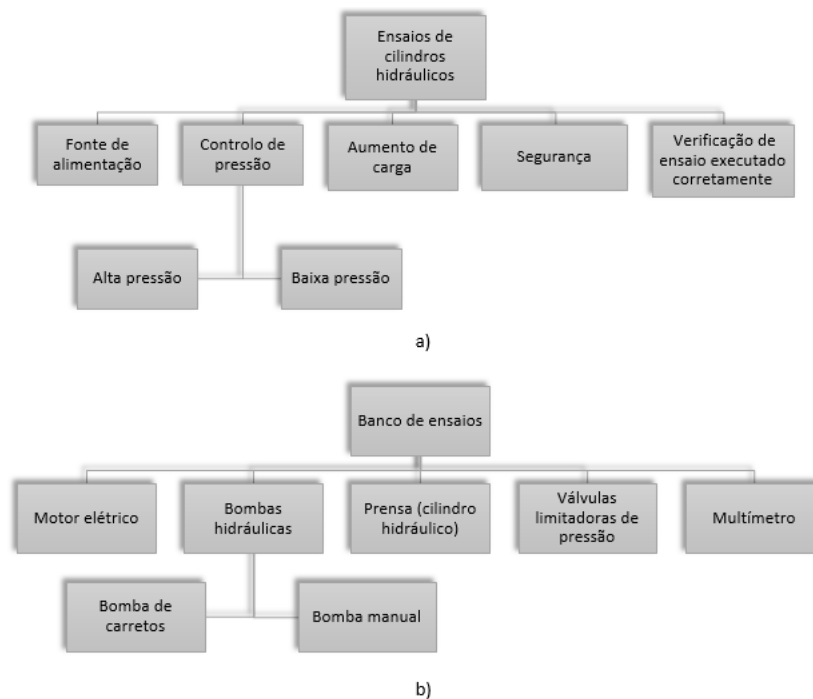 Ensaios de
cilindros
hidráulicos
Fonte de
alimentação
Controlo de
pressão
Aumento de
carga
Segurança
Verificação de
ensaio executado
corretamente
Alta pressão
Baixa pressão
a)
Banco de ensaios
Motor elétrico
Bombas
hidráulicas
Prensa (cilindro
hidráulico)
Válvulas
limitadoras de
pressão
Multímetro
Bomba de
carretos
Bomba manual
b)